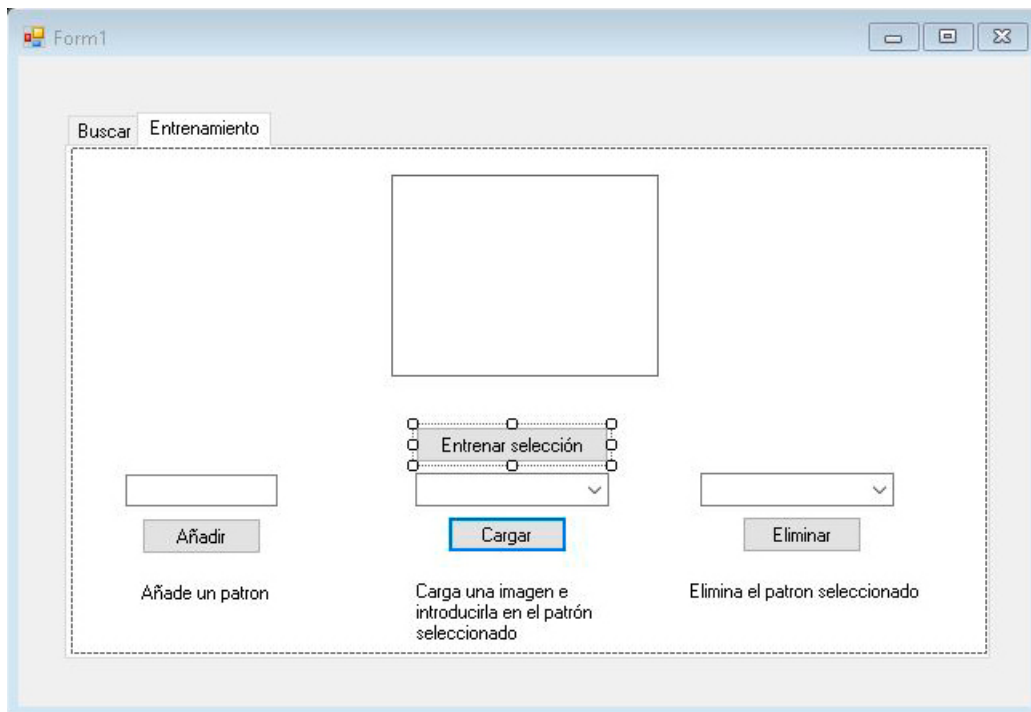 Form1
Buscar
Entrenamiento
Entrenar selección
Añadir
Cargar
Eliminar
Añade un patron
Carga una imagen e
introducirla en el patrón
seleccionado
Elimina el patron seleccionado